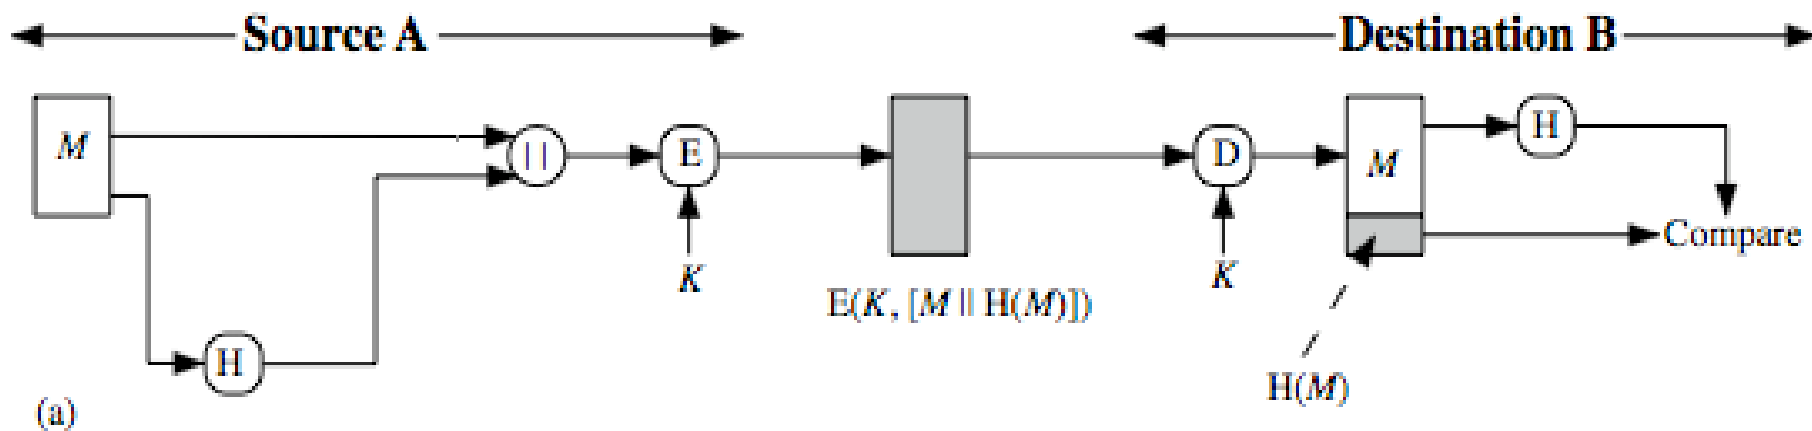 Source A
Destination B
M
||
E
D
M
H
K
K
Compare
E(K, [M || H(M)])
H
H(M)
(a)